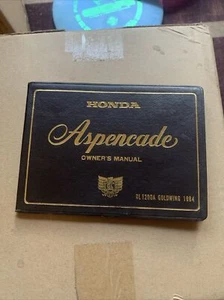 HONDA
Aspencade
OWNER'S MANUAL
GL1200A GOLDWING 1984